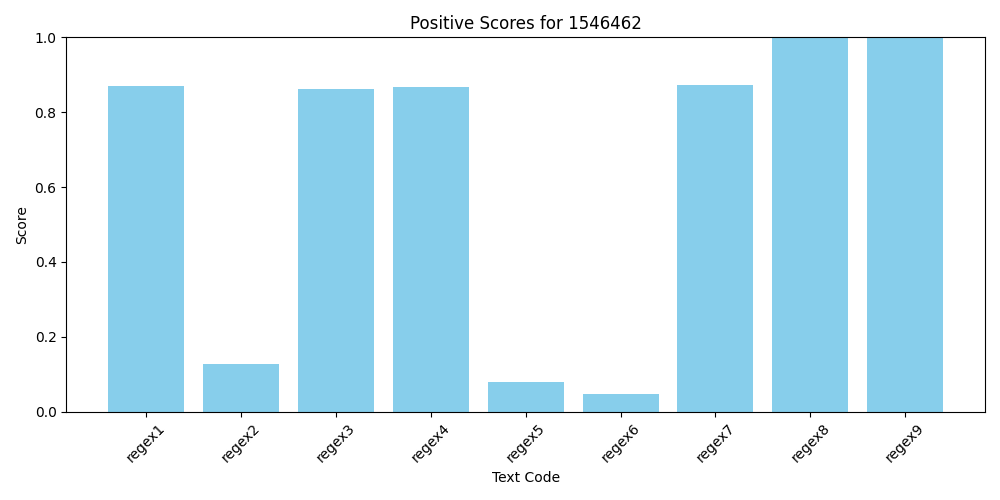 Positive Scores for 1546462
1.0
0.8
0.6
0.4
0.2
0.0
Score
regex1
regex2
regex3
regex4
regex5
regex6
regex7
regex8
regex9
Text Code